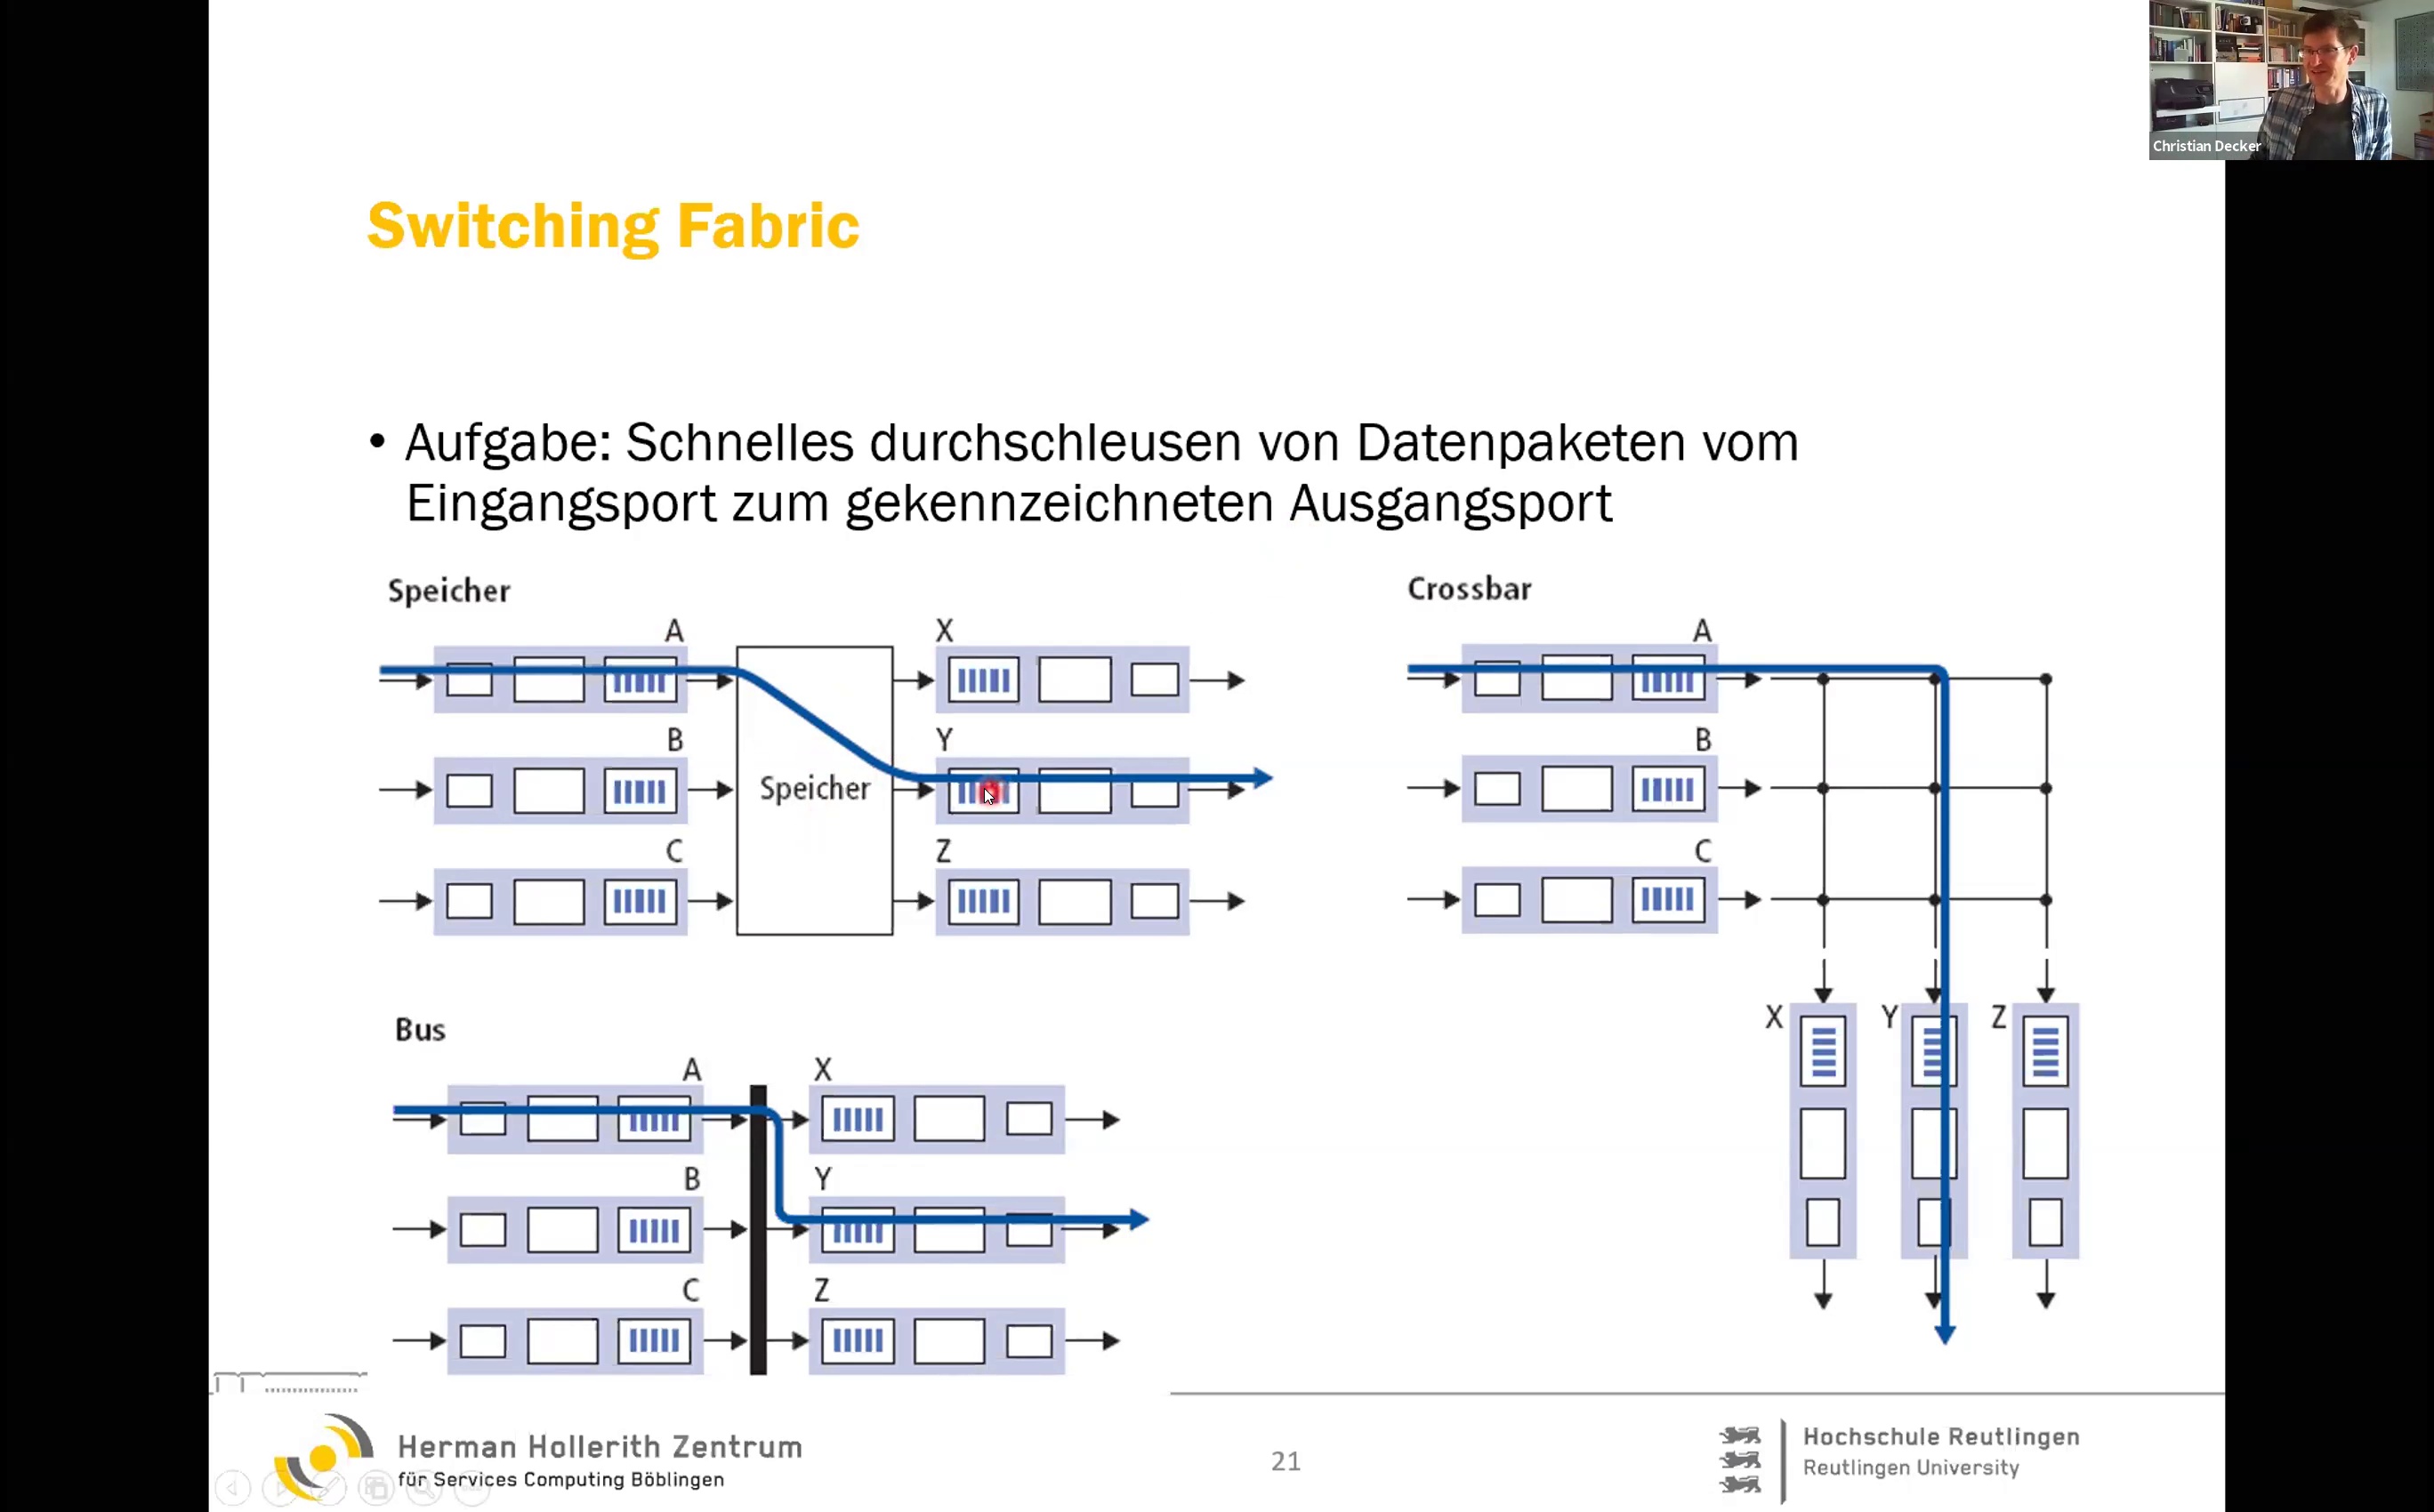 Christian Decker
Switching Fabric
• Aufgabe: Schnelles durchschleusen von Datenpaketen vom
Eingangsport zum gekennzeichneten Ausgangsport
Speicher
A
B
C
Speicher
X
Y
Z
Crossbar
A
B
C
X
Y
Z
Bus
A
B
C
X
Y
Z
Herman Hollerith Zentrum
für Services Computing Böblingen
21
Hochschule Reutlingen
Reutlingen University